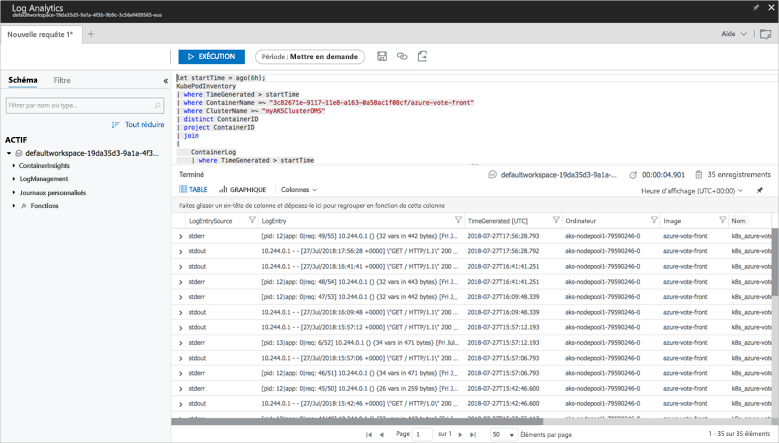 Log Analytics
defaultworkspace-19da35d3-9a1a-4f3b-9b9c-3c56ef409565-eus
Nouvelle requête 1*
Aide
EXÉCUTION
Période : Mettre en demande
Schéma
Filtre
Filtrer par nom ou type..
Tout réduire
ACTIF
defaultworkspace-19da35d3-9a1a-4f3...
ContainerInsights
LogManagement
Journaux personnalisés
fx Fonctions
let startTime = ago(6h);
KubePodInventory
| where TimeGenerated > startTime
| where ContainerName =~ "3c82671e-9117-11e8-a163-0a58ac1f08cf/azure-vote-front"
| where ClusterName =~ "myAKSClusterOMS"
| distinct ContainerID
| project ContainerID
| join
(
ContainerLog
| where TimeGenerated > startTime
Terminé
defaultworkspace-19da35d3-9a1a-...
00:00:04.901
35 enregistrements
TABLE
GRAPHIQUE
Colonnes
Heure d'affichage (UTC+00:00)
Faites glisser un en-tête de colonne et déposez-le ici pour regrouper en fonction de cette colonne
LogEntrySource LogEntry TimeGenerated [UTC] Ordinateur Image Nom
stderr [pid: 12|app: 0|req: 49/55] 10.244.0.1 () {32 vars in 442 bytes} [Fri J... 2018-07-27T17:56:28.793 aks-nodepool1-79590246-0 azure-vote-front k8s_azure-vote
stdout 10.244.0.1 - - [27/Jul/2018:17:56:28 +0000] \"GET / HTTP/1.1\" 200 ... 2018-07-27T17:56:28.792 aks-nodepool1-79590246-0 azure-vote-front k8s_azure-vote
stdout 10.244.0.1 - - [27/Jul/2018:16:41:41 +0000] \"GET / HTTP/1.1\" 200 ... 2018-07-27T16:41:41.251 aks-nodepool1-79590246-0 azure-vote-front k8s_azure-vote
stderr [pid: 12|app: 0|req: 48/54] 10.244.0.1 () {32 vars in 443 bytes} [Fri J... 2018-07-27T16:41:41.251 aks-nodepool1-79590246-0 azure-vote-front k8s_azure-vote
stderr [pid: 12|app: 0|req: 47/53] 10.244.0.1 () {32 vars in 442 bytes} [Fri J... 2018-07-27T16:09:48.339 aks-nodepool1-79590246-0 azure-vote-front k8s_azure-vote
stdout 10.244.0.1 - - [27/Jul/2018:16:09:48 +0000] \"GET / HTTP/1.1\" 200 ... 2018-07-27T16:09:48.339 aks-nodepool1-79590246-0 azure-vote-front k8s_azure-vote
stdout 10.244.0.1 - - [27/Jul/2018:15:57:12 +0000] \"GET / HTTP/1.1\" 200 ... 2018-07-27T15:57:12.193 aks-nodepool1-79590246-0 azure-vote-front k8s_azure-vote
stderr [pid: 13|app: 0|req: 6/52] 10.244.0.1 () {34 vars in 471 bytes} [Fri Jul... 2018-07-27T15:57:12.193 aks-nodepool1-79590246-0 azure-vote-front k8s_azure-vote
stdout 10.244.0.1 - - [27/Jul/2018:15:57:06 +0000] \"GET / HTTP/1.1\" 200 ... 2018-07-27T15:57:06.793 aks-nodepool1-79590246-0 azure-vote-front k8s_azure-vote
stderr [pid: 12|app: 0|req: 46/51] 10.244.0.1 () {34 vars in 471 bytes} [Fri J... 2018-07-27T15:57:06.793 aks-nodepool1-79590246-0 azure-vote-front k8s_azure-vote
stderr [pid: 12|app: 0|req: 45/50] 10.244.0.1 () {26 vars in 259 bytes} [Fri J... 2018-07-27T15:42:46.600 aks-nodepool1-79590246-0 azure-vote-front k8s_azure-vote
stdout 10.244.0.1 - - [27/Jul/2018:15:42:46 +0000] \"GET / HTTP/1.0\" 200 ... 2018-07-27T15:42:46.600 aks-nodepool1-79590246-0 azure-vote-front k8s_azure-vote
Page 1 sur 1 50 Éléments par page 1 - 35 sur 35 éléments